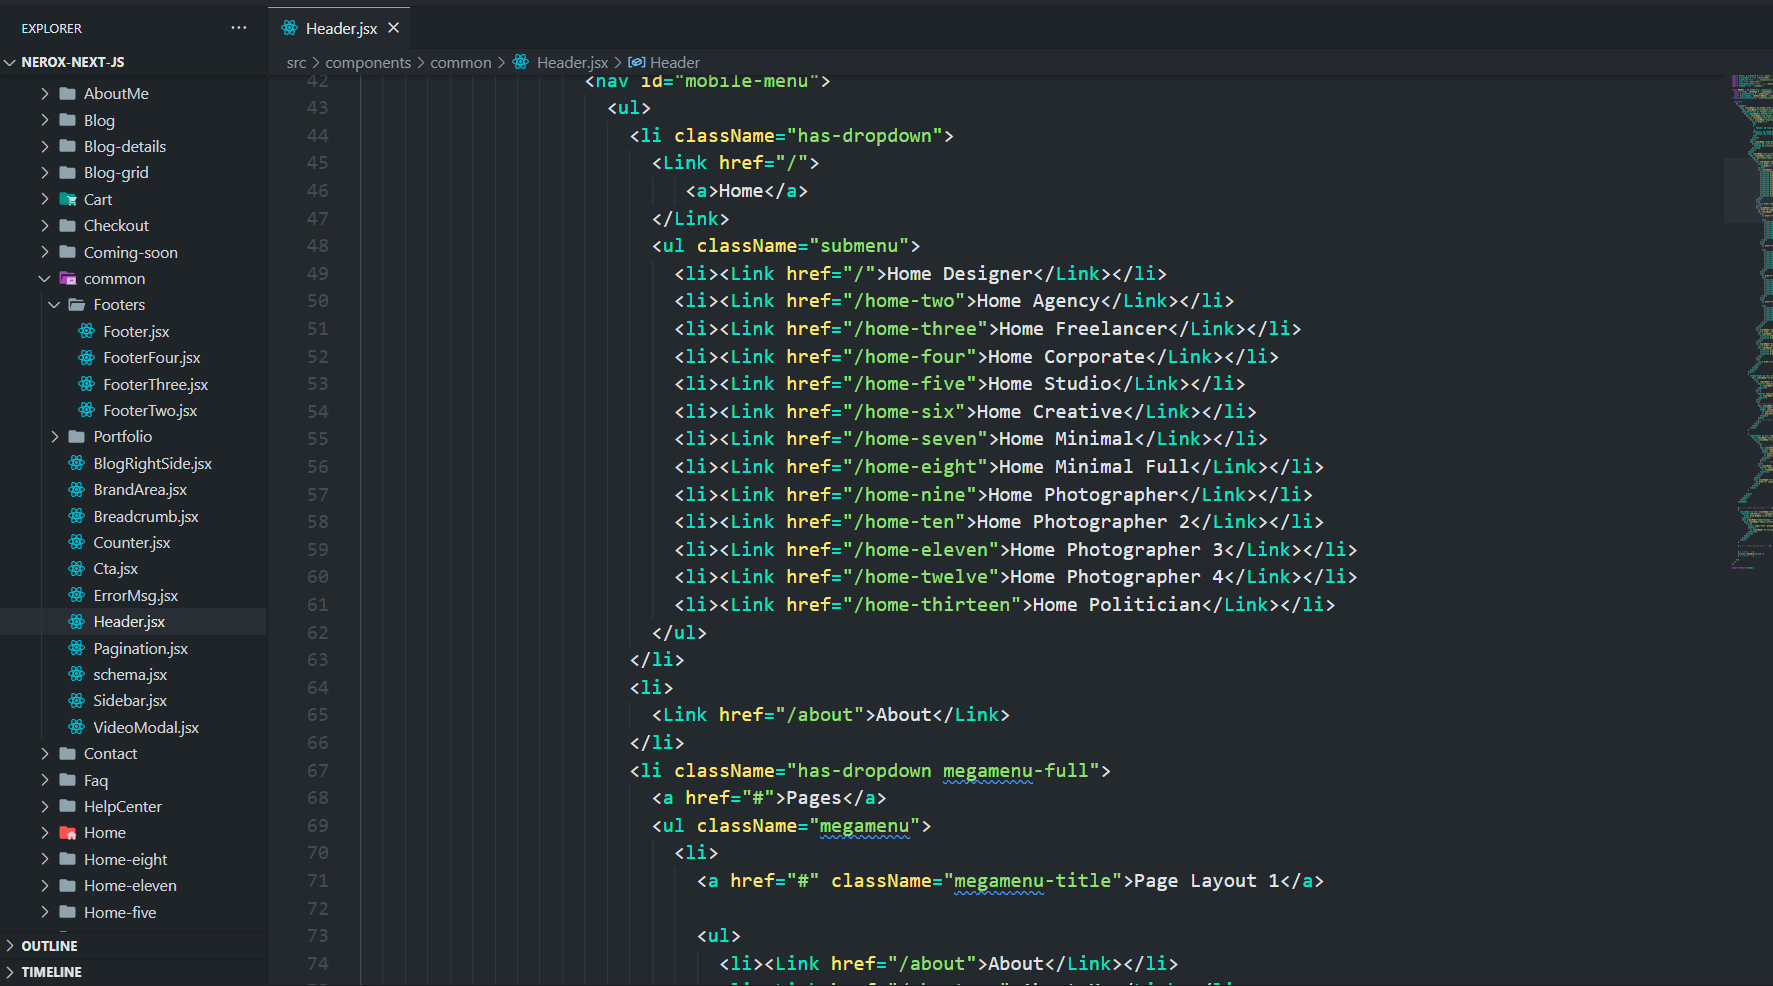 EXPLORER
NEROX-NEXT-JS
AboutMe
Blog
Blog-details
Blog-grid
Cart
Checkout
Coming-soon
common
Footers
Footer.jsx
FooterFour.jsx
FooterThree.jsx
FooterTwo.jsx
Portfolio
BlogRightSide.jsx
BrandArea.jsx
Breadcrumb.jsx
Counter.jsx
Cta.jsx
ErrorMsg.jsx
Header.jsx
Pagination.jsx
schema.jsx
Sidebar.jsx
VideoModal.jsx
Contact
Faq
HelpCenter
Home
Home-eight
Home-eleven
Home-five
OUTLINE
TIMELINE
Header.jsx
src > components > common > Header.jsx > Header
42 <nav id="mobile-menu">
43 <ul>
44 <li className="has-dropdown">
45 <Link href="/">
46 <a>Home</a>
47 </Link>
48 <ul className="submenu">
49 <li><Link href="/">Home Designer</Link></li>
50 <li><Link href="/home-two">Home Agency</Link></li>
51 <li><Link href="/home-three">Home Freelancer</Link></li>
52 <li><Link href="/home-four">Home Corporate</Link></li>
53 <li><Link href="/home-five">Home Studio</Link></li>
54 <li><Link href="/home-six">Home Creative</Link></li>
55 <li><Link href="/home-seven">Home Minimal</Link></li>
56 <li><Link href="/home-eight">Home Minimal Full</Link></li>
57 <li><Link href="/home-nine">Home Photographer</Link></li>
58 <li><Link href="/home-ten">Home Photographer 2</Link></li>
59 <li><Link href="/home-eleven">Home Photographer 3</Link></li>
60 <li><Link href="/home-twelve">Home Photographer 4</Link></li>
61 <li><Link href="/home-thirteen">Home Politician</Link></li>
62 </ul>
63 </li>
64 <li>
65 <Link href="/about">About</Link>
66 </li>
67 <li className="has-dropdown megamenu-full">
68 <a href="#">Pages</a>
69 <ul className="megamenu">
70 <li>
71 <a href="#" className="megamenu-title">Page Layout 1</a>
72
73 <ul>
74 <li><Link href="/about">About</Link></li>